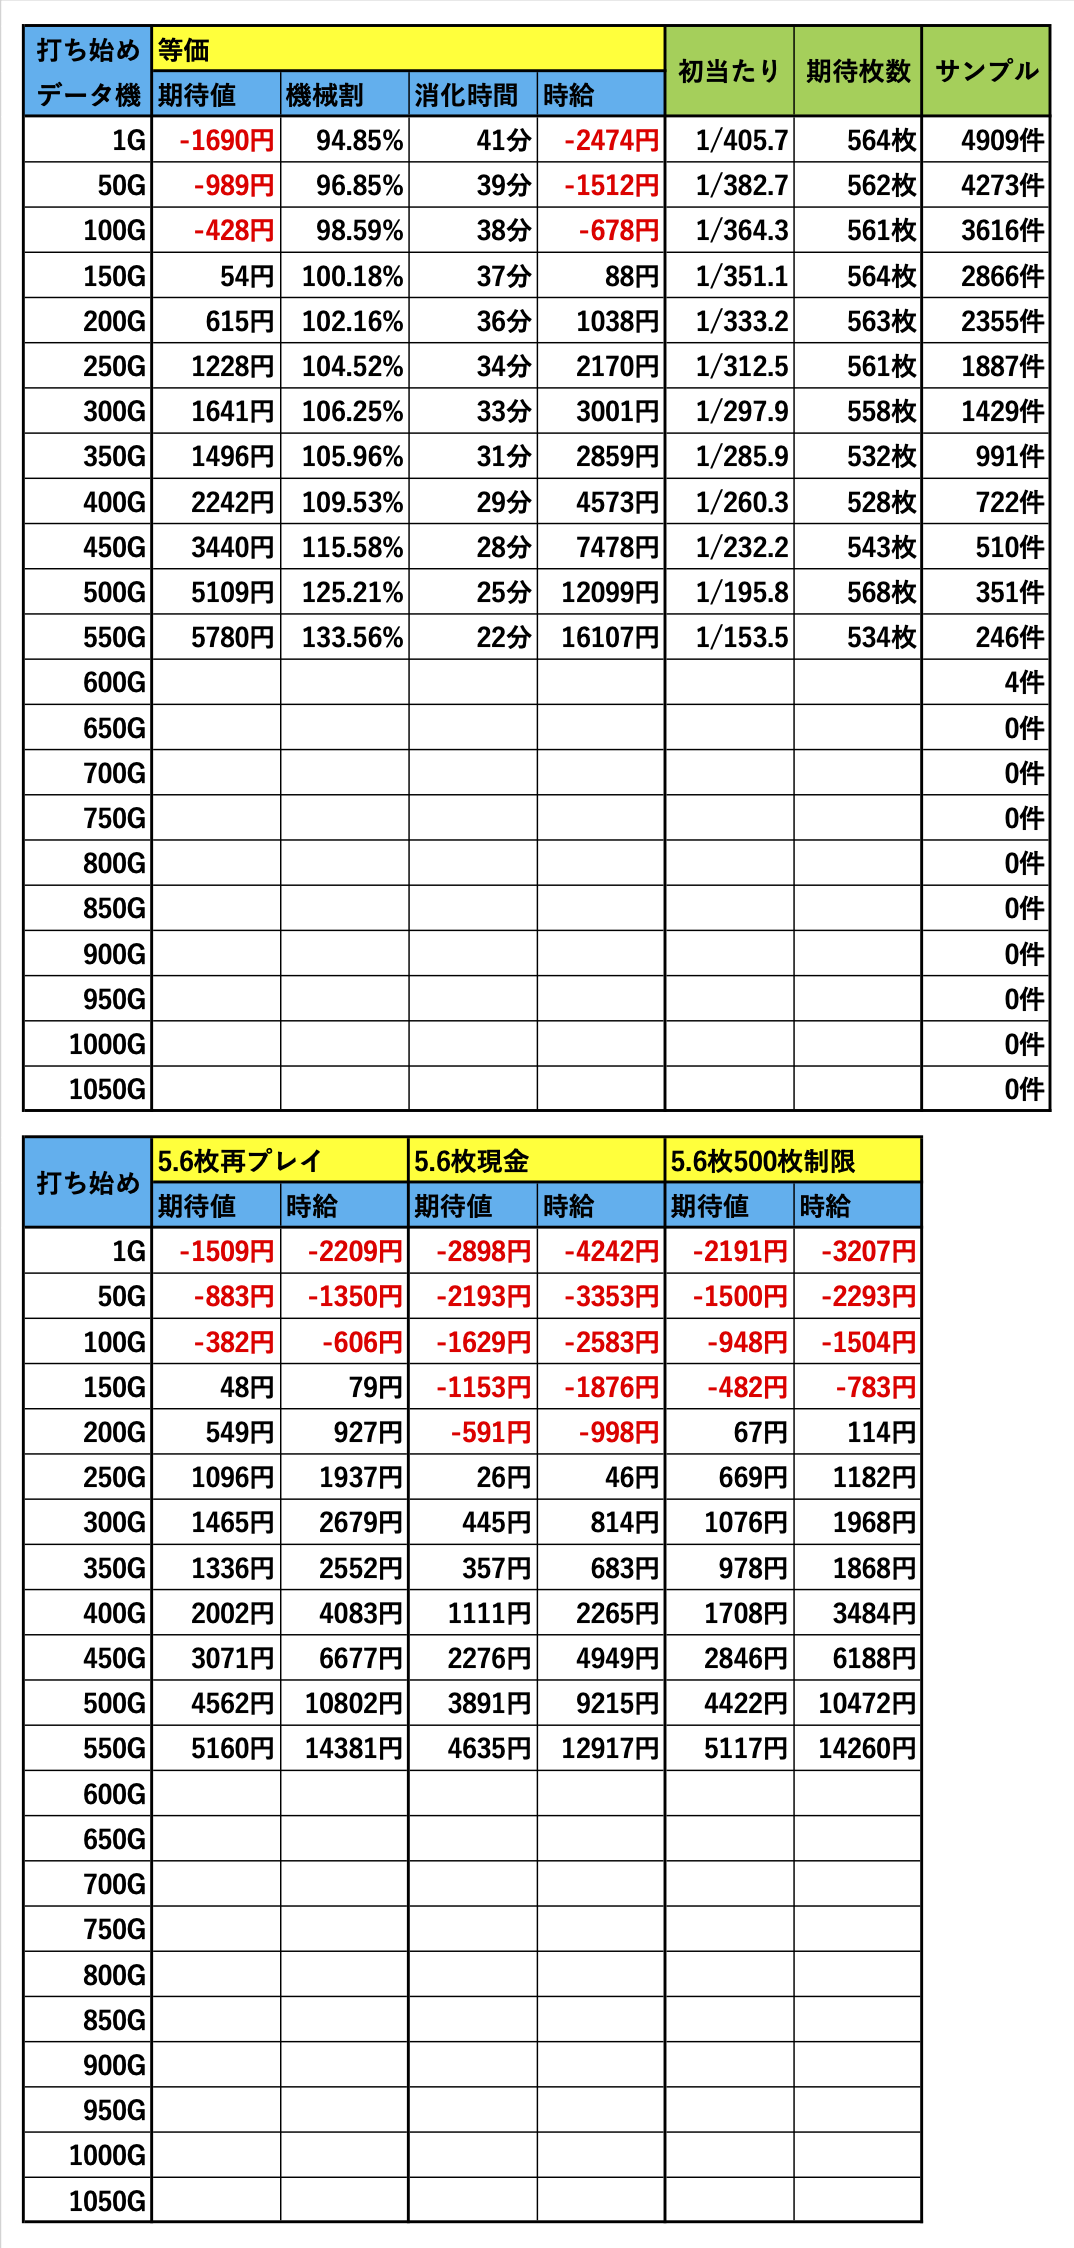 打ち始め 等価 初当たり 期待枚数 サンプル
データ機 期待値 機械割 消化時間 時給
1G -1690円 94.85% 41分 -2474円 1/405.7 564枚 4909件
50G -989円 96.85% 39分 -1512円 1/382.7 562枚 4273件
100G -428円 98.59% 38分 -678円 1/364.3 561枚 3616件
150G 54円 100.18% 37分 88円 1/351.1 564枚 2866件
200G 615円 102.16% 36分 1038円 1/333.2 563枚 2355件
250G 1228円 104.52% 34分 2170円 1/312.5 561枚 1887件
300G 1641円 106.25% 33分 3001円 1/297.9 558枚 1429件
350G 1496円 105.96% 31分 2859円 1/285.9 532枚 991件
400G 2242円 109.53% 29分 4573円 1/260.3 528枚 722件
450G 3440円 115.58% 28分 7478円 1/232.2 543枚 510件
500G 5109円 125.21% 25分 12099円 1/195.8 568枚 351件
550G 5780円 133.56% 22分 16107円 1/153.5 534枚 246件
600G 4件
650G 0件
700G 0件
750G 0件
800G 0件
850G 0件
900G 0件
950G 0件
1000G 0件
1050G 0件
打ち始め 5.6枚再プレイ 5.6枚現金 5.6枚500枚制限
期待値 時給 期待値 時給 期待値 時給
1G -1509円 -2209円 -2898円 -4242円 -2191円 -3207円
50G -883円 -1350円 -2193円 -3353円 -1500円 -2293円
100G -382円 -606円 -1629円 -2583円 -948円 -1504円
150G 48円 79円 -1153円 -1876円 -482円 -783円
200G 549円 927円 -591円 -998円 67円 114円
250G 1096円 1937円 26円 46円 669円 1182円
300G 1465円 2679円 445円 814円 1076円 1968円
350G 1336円 2552円 357円 683円 978円 1868円
400G 2002円 4083円 1111円 2265円 1708円 3484円
450G 3071円 6677円 2276円 4949円 2846円 6188円
500G 4562円 10802円 3891円 9215円 4422円 10472円
550G 5160円 14381円 4635円 12917円 5117円 14260円
600G
650G
700G
750G
800G
850G
900G
950G
1000G
1050G